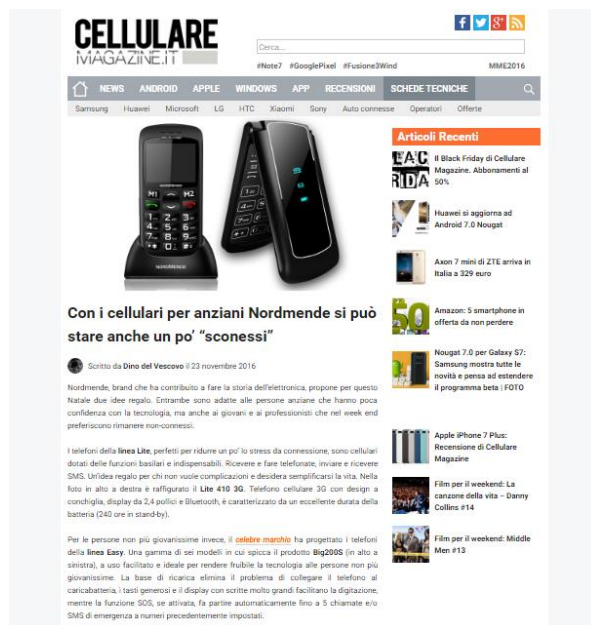 CELLULARE
MAGAZINE.IT
Cerca...
#Note7 #GooglePixel #Fusione3Wind
MME2016
NEWS ANDROID APPLE WINDOWS APP RECENSIONI SCHEDE TECNICHE
Samsung Huawei Microsoft LG HTC Xiaomi Sony Auto connesse Operatori Offerte
Con i cellulari per anziani Nordmende si può
stare anche un po' “sconessi”
Scritto da Dino del Vescovo il 23 novembre 2016
Nordmende, brand che ha contribuito a fare la storia dell'elettronica, propone per questo
Natale due idee regalo. Entrambe sono adatte alle persone anziane che hanno poca
confidenza con la tecnologia, ma anche ai giovani e ai professionisti che nel week end
preferiscono rimanere non-connessi.
I telefoni della linea Lite, perfetti per ridurre un po' lo stress da connessione, sono cellulari
dotati delle funzioni basilari e indispensabili. Ricevere e fare telefonate, inviare e ricevere
SMS. Un'idea regalo per chi non vuole complicazioni e desidera semplificarsi la vita. Nella
foto in alto a destra è raffigurato il Lite 410 3G. Telefono cellulare 3G con design a
conchiglia, display da 2,4 pollici e Bluetooth, è caratterizzato da un eccellente durata della
batteria (240 ore in stand-by).
Per le persone non più giovanissime invece, il celebre marchio ha progettato i telefoni
della linea Easy. Una gamma di sei modelli in cui spicca il prodotto Big200S (in alto a
sinistra), a uso facilitato e ideale per rendere fruibile la tecnologia alle persone non più
giovanissime. La base di ricarica elimina il problema di collegare il telefono al
caricabatteria, i tasti generosi e il display con scritte molto grandi facilitano la digitazione,
mentre la funzione SOS, se attivata, fa partire automaticamente fino a 5 chiamate e/o
SMS di emergenza a numeri precedentemente impostati.
Articoli Recenti
Il Black Friday di Cellulare
Magazine. Abbonamenti al
50%
Huawei si aggiorna ad
Android 7.0 Nougat
Axon 7 mini di ZTE arriva in
Italia a 329 euro
Amazon: 5 smartphone in
offerta da non perdere
Nougat 7.0 per Galaxy S7:
Samsung mostra tutte le
novità e pensa ad estendere
il programma beta | FOTO
Apple iPhone 7 Plus:
Recensione di Cellulare
Magazine
Film per il weekend: La
canzone della vita – Danny
Collins #14
Film per il weekend: Middle
Men #13